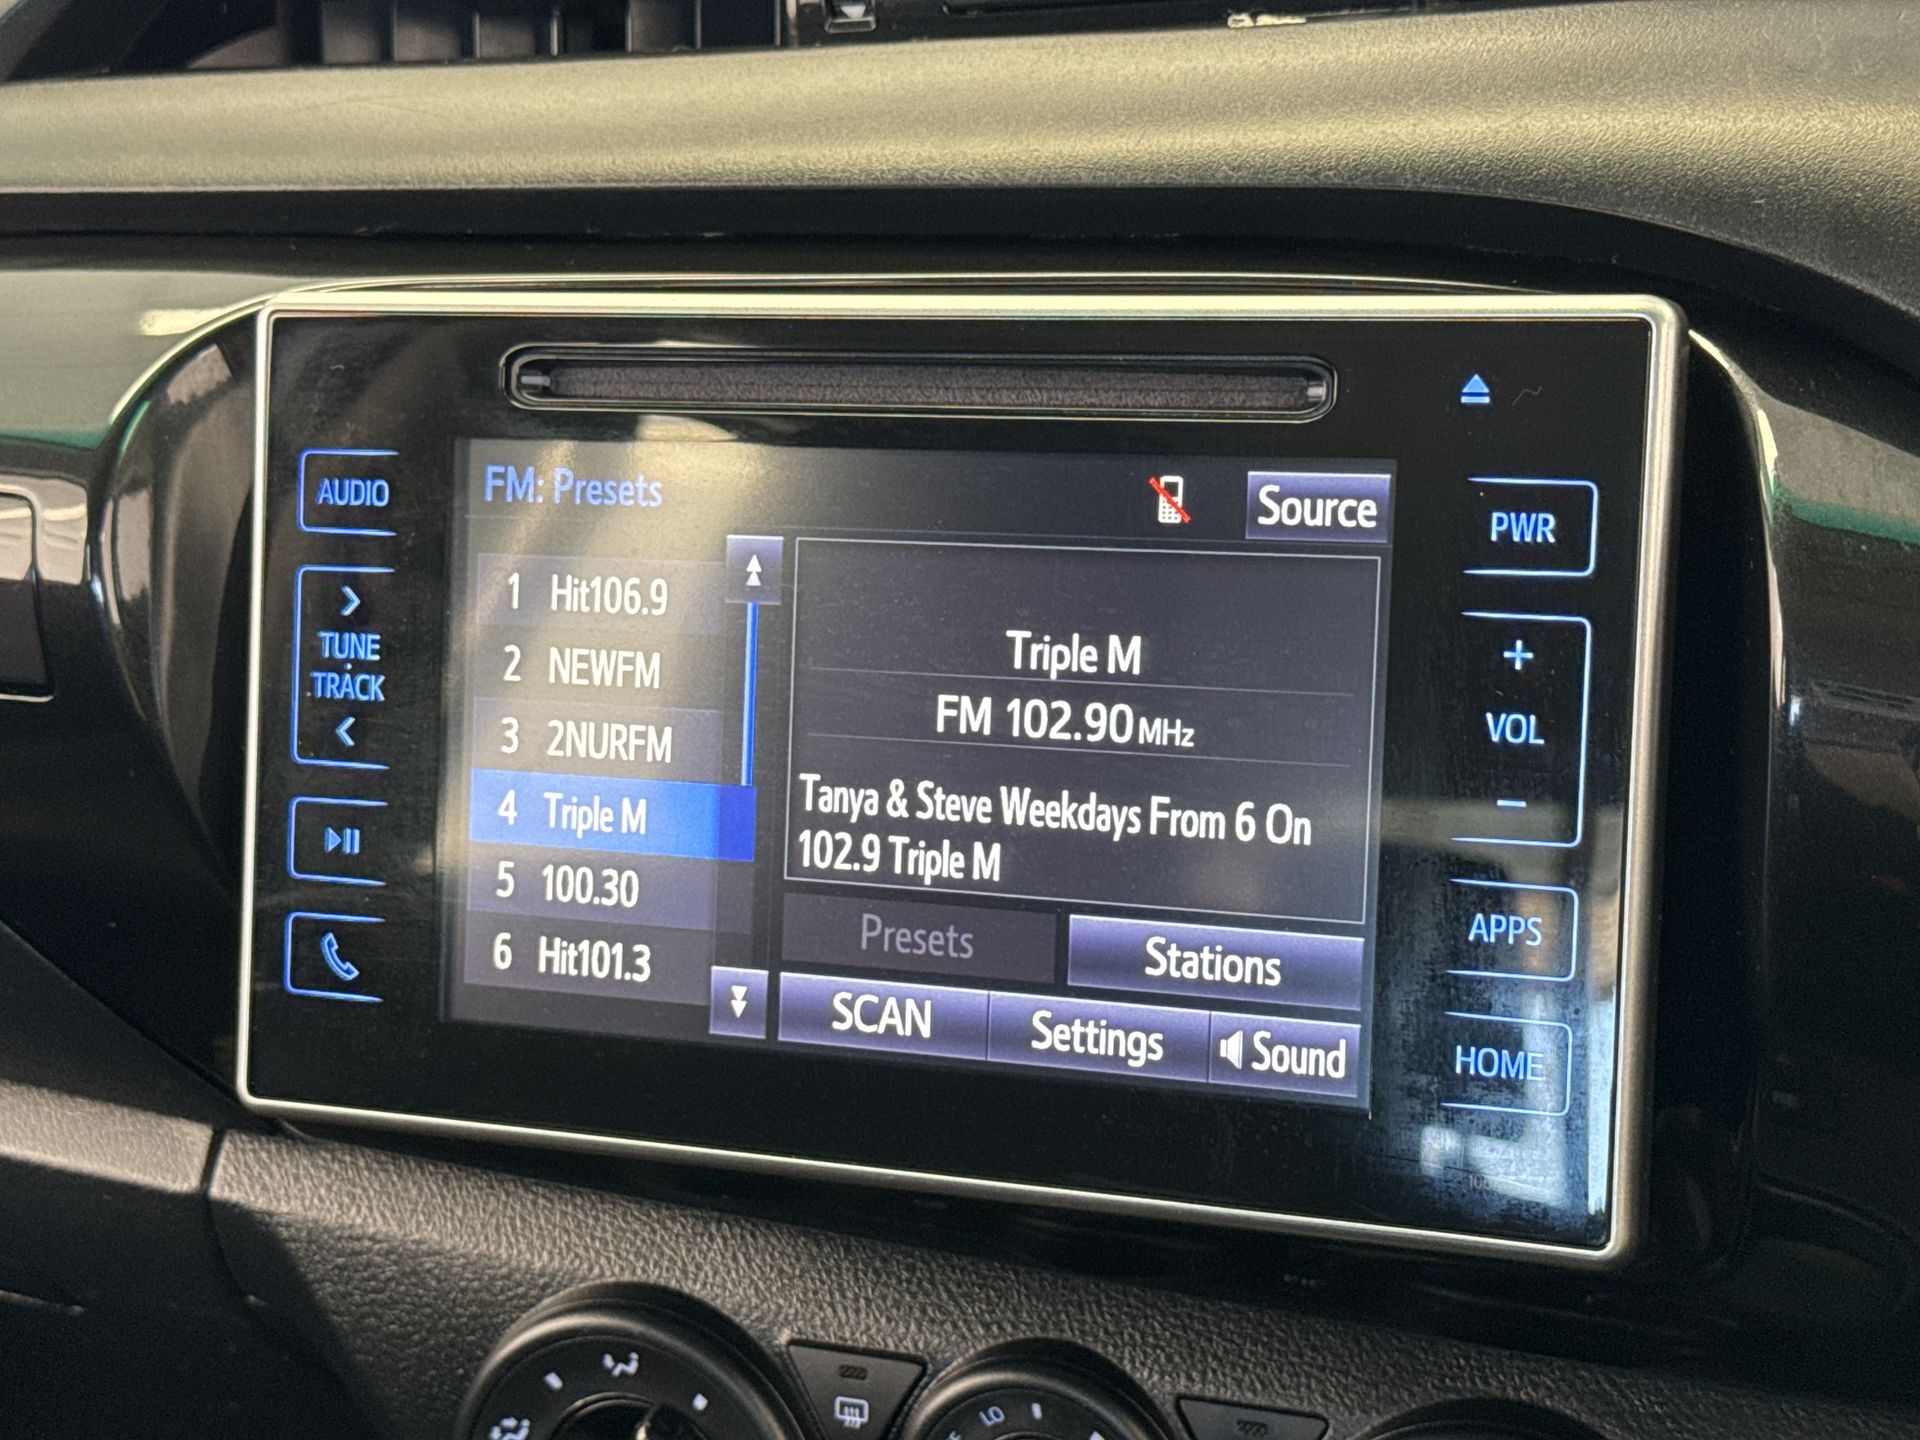 AUDIO
TUNE
TRACK
FM: Presets
Source
1 Hit106.9
2 NEWFM
3 2NURFM
4 Triple M
5 100.30
6 Hit101.3
Triple M
FM 102.90 MHz
Tanya & Steve Weekdays From 6 On
102.9 Triple M
Presets
Stations
SCAN
Settings
Sound
PWR
+
VOL
-
APPS
HOME
LO